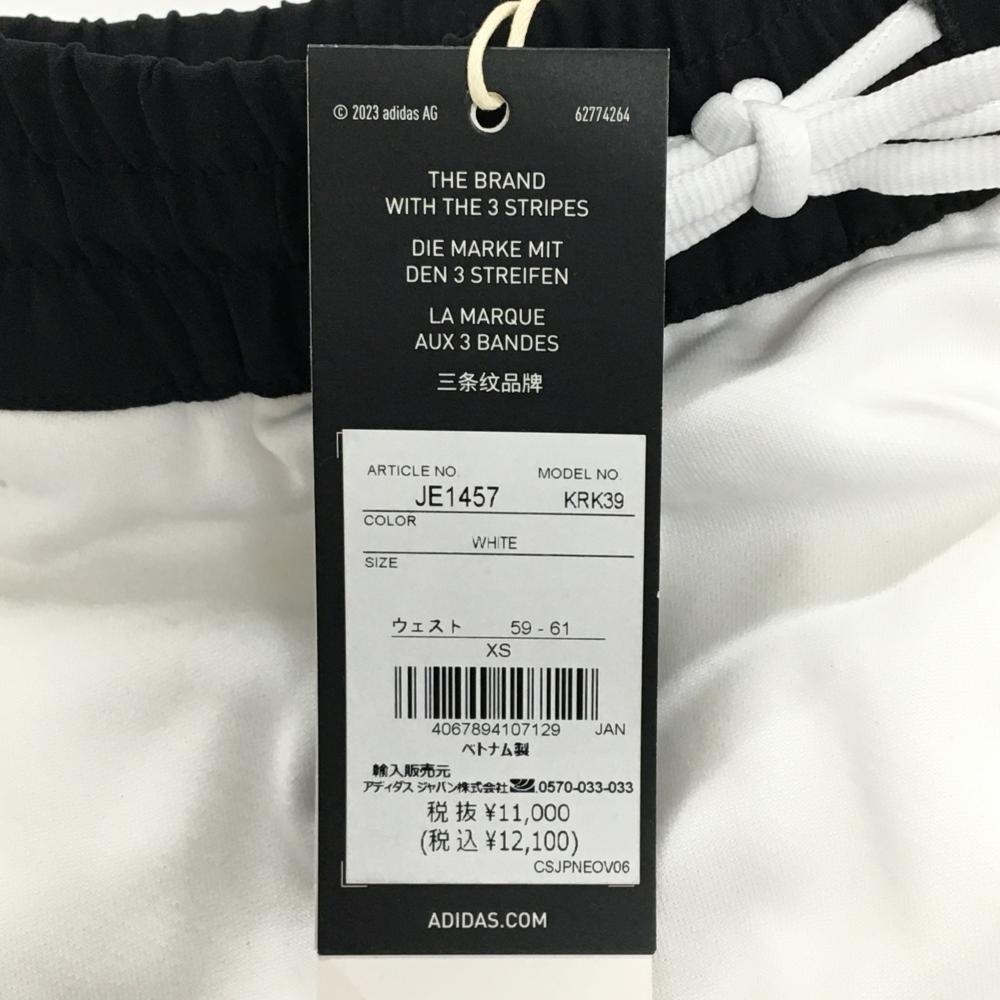 © 2023 adidas AG 62774264
THE BRAND
WITH THE 3 STRIPES
DIE MARKE MIT
DEN 3 STREIFEN
LA MARQUE
AUX 3 BANDES
三条纹品牌
ARTICLE NO. MODEL NO.
JE1457 KRK39
COLOR
WHITE
SIZE
ウェスト 59 - 61
XS
4067894107129 JAN
ベトナム製
輸入販売元
アディダス ジャパン株式会社 0570-033-033
税抜 ¥11,000
(税込 ¥12,100)
CSJPNEOV06
ADIDAS.COM